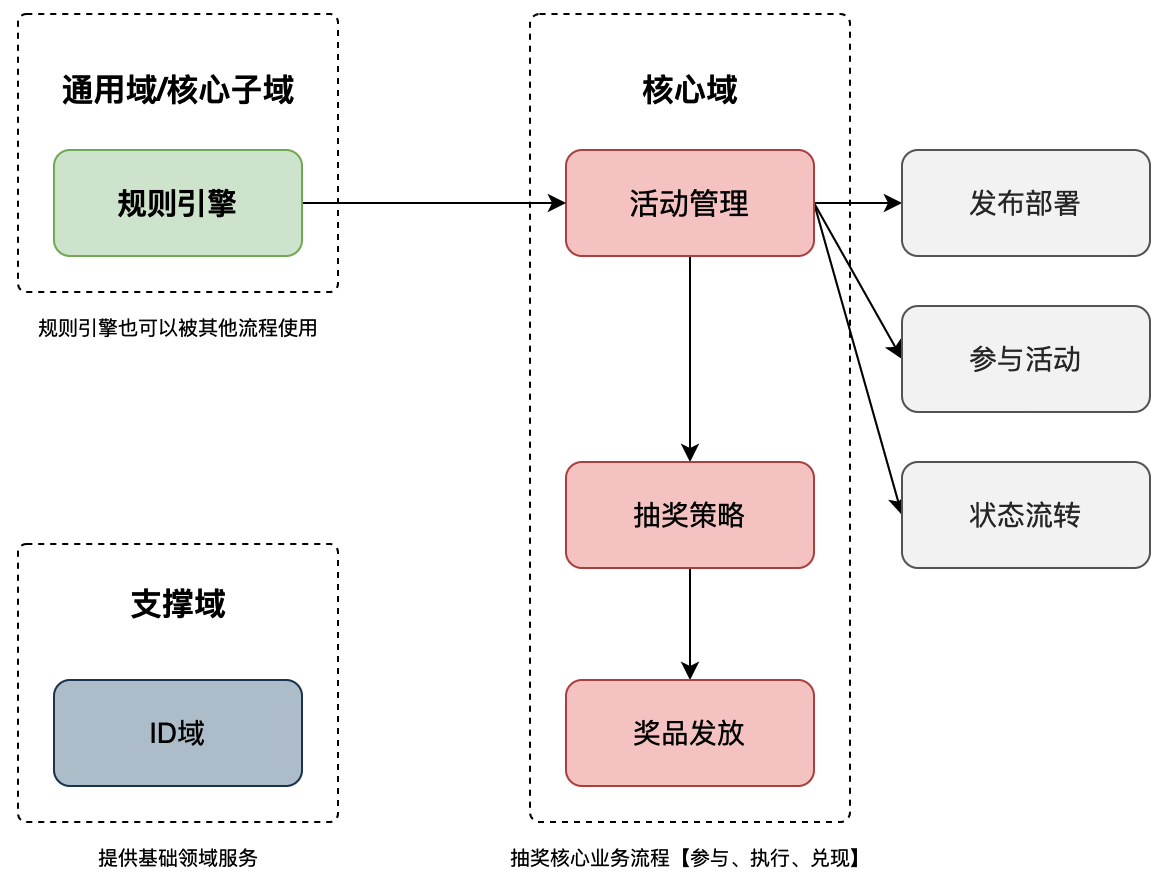 通用域/核心子域
规则引擎
规则引擎也可以被其他流程使用
支撑域
ID域
提供基础领域服务
核心域
活动管理
抽奖策略
奖品发放
抽奖核心业务流程【参与、执行、兑现】
发布部署
参与活动
状态流转